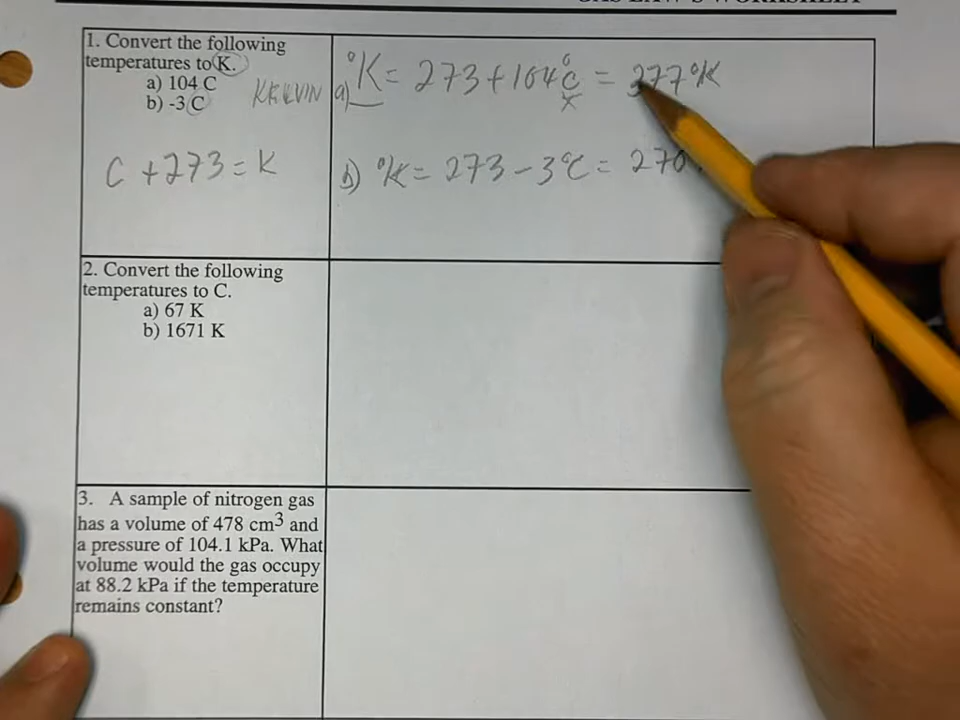 1. Convert the following
temperatures to K.
a) 104 C
b) -3 C
KELVIN
C + 273 = K
a) °K = 273 + 104°C = 377°K
b) °K = 273 - 3°C = 270
2. Convert the following
temperatures to C.
a) 67 K
b) 1671 K
3. A sample of nitrogen gas
has a volume of 478 cm3 and
a pressure of 104.1 kPa. What
volume would the gas occupy
at 88.2 kPa if the temperature
remains constant?